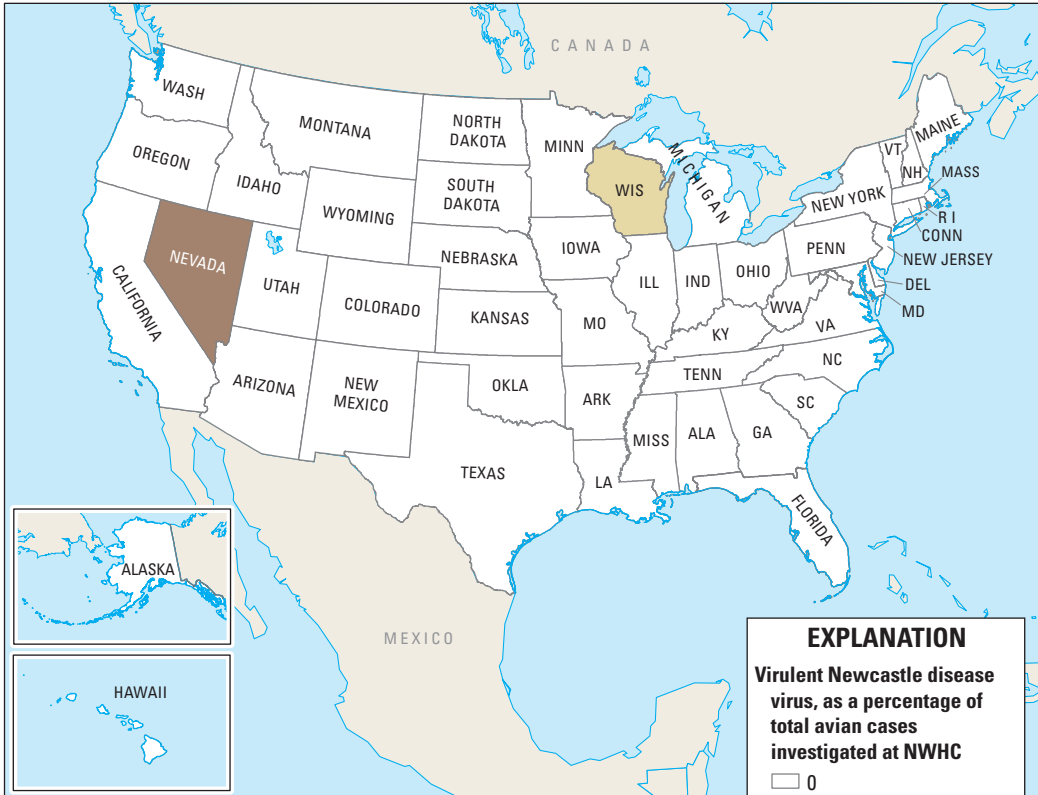 CANADA
WASH
MONTANA
NORTH
DAKOTA
MINN
MICHIGAN
MAINE
VT
NH
MASS
OREGON
IDAHO
SOUTH
DAKOTA
WIS
NEW YORK
R I
CONN
WYOMING
NEBRASKA
IOWA
PENN
NEW JERSEY
NEVADA
UTAH
COLORADO
KANSAS
MO
ILL
IND
OHIO
WVA
VA
DEL
MD
CALIFORNIA
KY
NC
TENN
ARIZONA
NEW
MEXICO
OKLA
ARK
SC
MISS
ALA
GA
TEXAS
LA
FLORIDA
ALASKA
MEXICO
HAWAII
EXPLANATION
Virulent Newcastle disease
virus, as a percentage of
total avian cases
investigated at NWHC
0